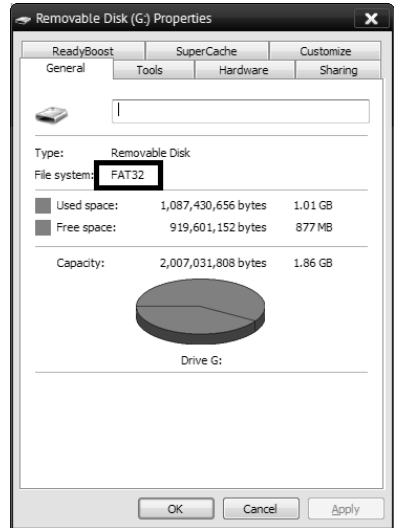 Removable Disk (G:) Properties
ReadyBoost SuperCache Customize
General Tools Hardware Sharing
Type: Removable Disk
File system: FAT32
Used space: 1,087,430,656 bytes 1.01 GB
Free space: 919,601,152 bytes 877 MB
Capacity: 2,007,031,808 bytes 1.86 GB
Drive G:
OK Cancel Apply